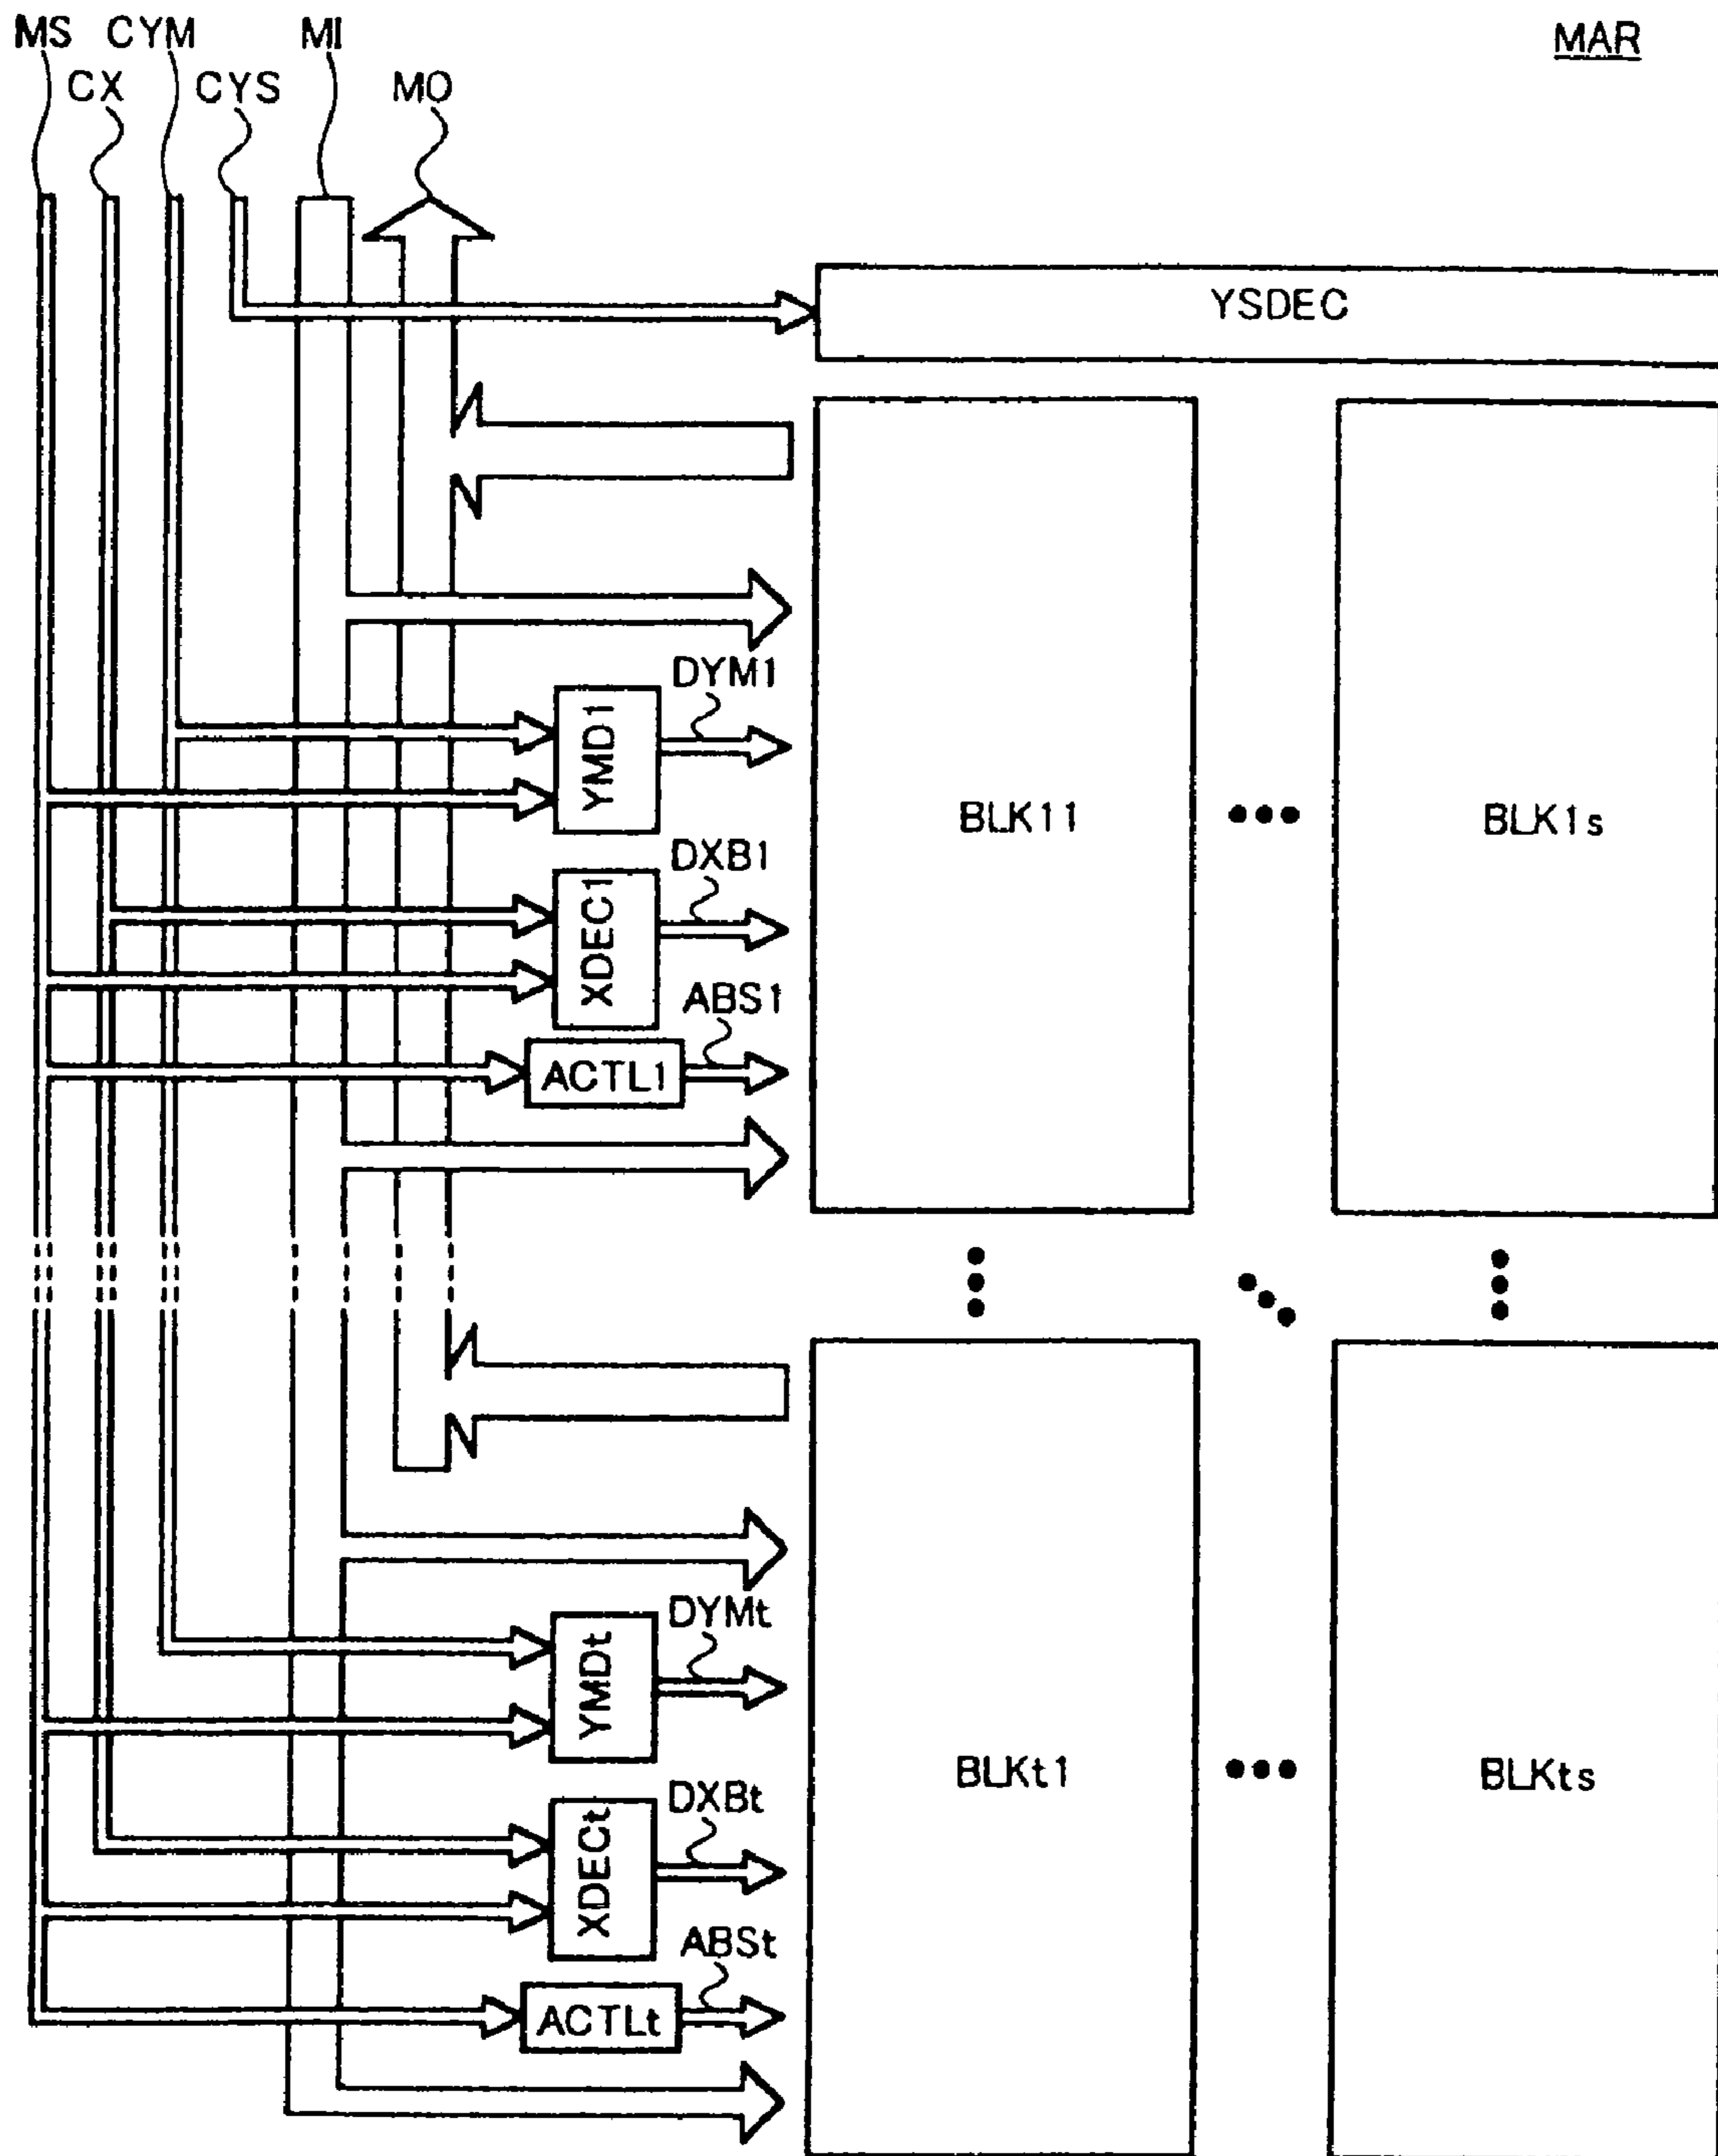 MS CYM MI MAR
CX CYS MO
YSDEC
DYM1
YMD1
BLK11
BLK1s
DXB1
XDEC1
ABS1
ACTL1
DYMt
YMDt
BLKt1
BLKts
DXBt
XDECt
ABSt
ACTLt